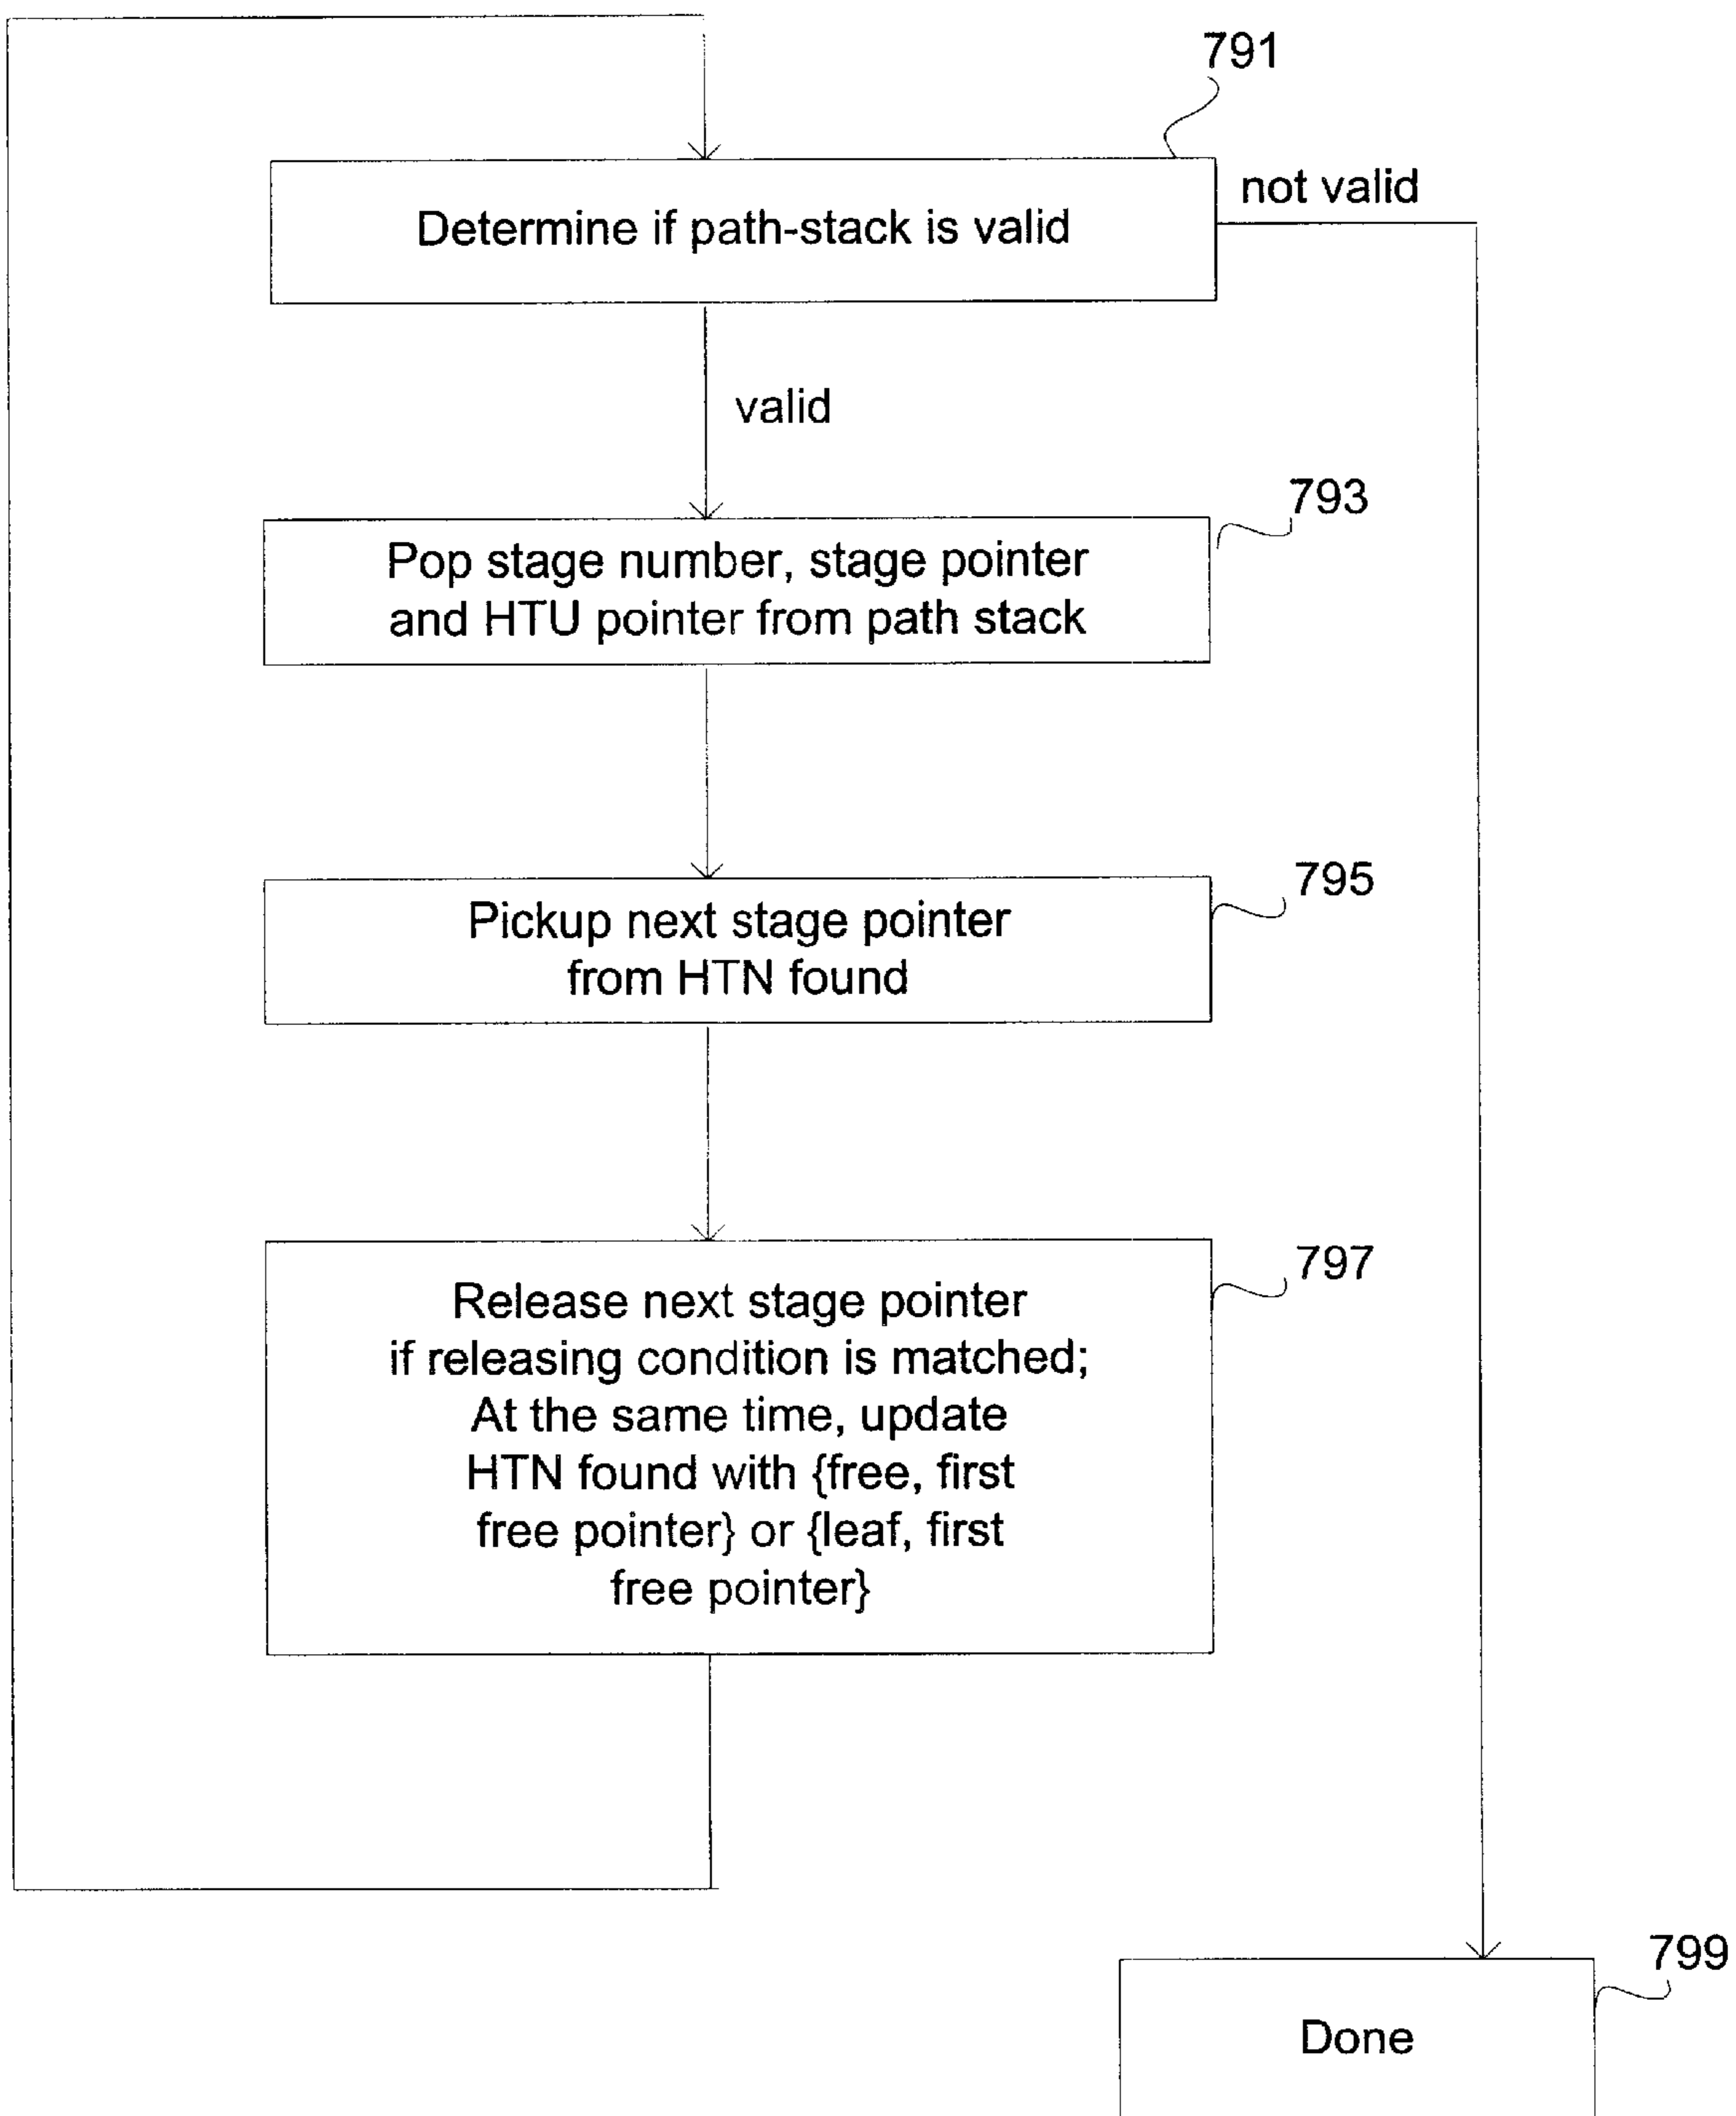 791
Determine if path-stack is valid
not valid
valid
793
Pop stage number, stage pointer
and HTU pointer from path stack
795
Pickup next stage pointer
from HTN found
797
Release next stage pointer
if releasing condition is matched;
At the same time, update
HTN found with {free, first
free pointer} or {leaf, first
free pointer}
799
Done